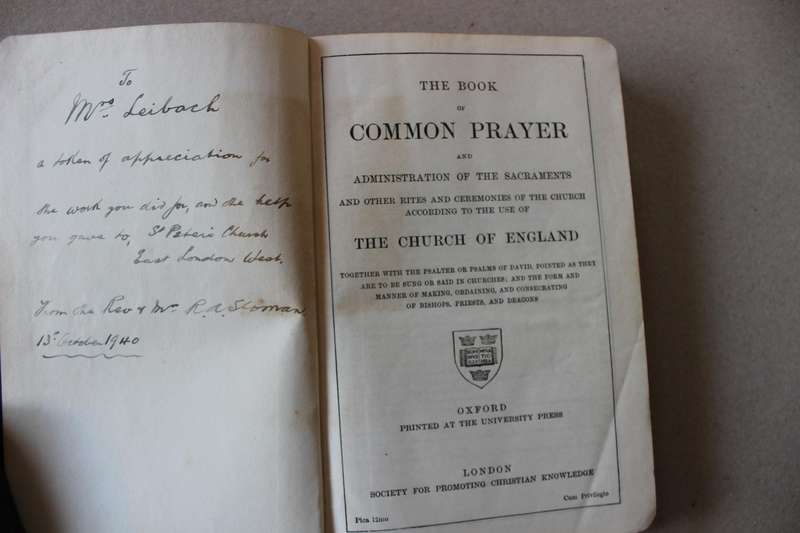 To
Mrs. Leibach
a token of appreciation for
the work you did for, and the help
you gave to, St Peter's Church
East London West.
From the Rev & Mrs R. A. Sloman
13th October 1940
THE BOOK
OF
COMMON PRAYER
AND
ADMINISTRATION OF THE SACRAMENTS
AND OTHER RITES AND CEREMONIES OF THE CHURCH
ACCORDING TO THE USE OF
THE CHURCH OF ENGLAND
TOGETHER WITH THE PSALTER OR PSALMS OF DAVID, POINTED AS THEY
ARE TO BE SUNG OR SAID IN CHURCHES; AND THE FORM AND
MANNER OF MAKING, ORDAINING, AND CONSECRATING
OF BISHOPS, PRIESTS, AND DEACONS
OXFORD
PRINTED AT THE UNIVERSITY PRESS
LONDON
SOCIETY FOR PROMOTING CHRISTIAN KNOWLEDGE
Pica 12mo
Cum Privilegio